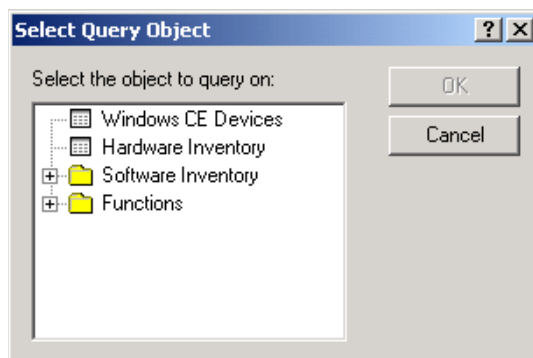 Select Query Object
Select the object to query on:
Windows CE Devices
Hardware Inventory
Software Inventory
Functions
OK
Cancel